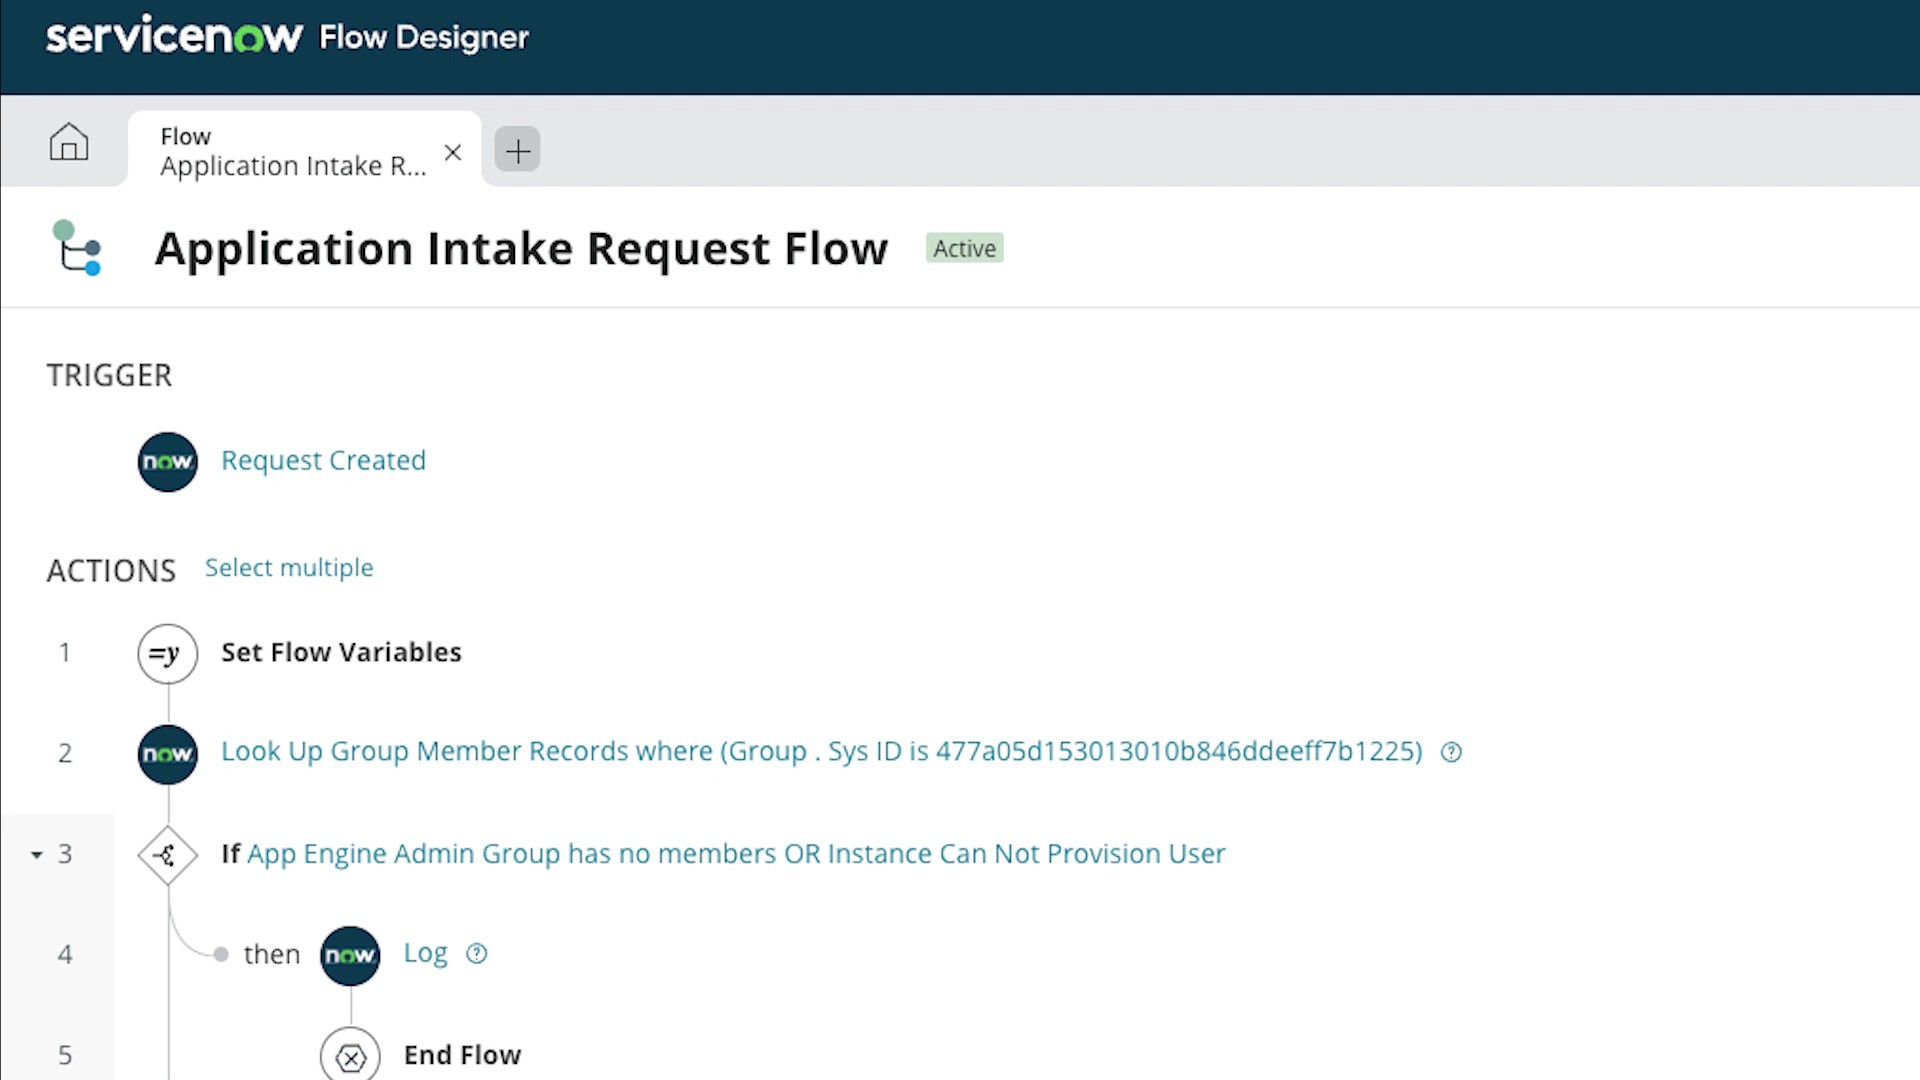 servicenow Flow Designer
Flow
Application Intake R...
Application Intake Request Flow Active
TRIGGER
now Request Created
ACTIONS Select multiple
1 =y Set Flow Variables
2 now Look Up Group Member Records where (Group . Sys ID is 477a05d153013010b846ddeeff7b1225) ?
3 If App Engine Admin Group has no members OR Instance Can Not Provision User
4 then now Log ?
5 End Flow